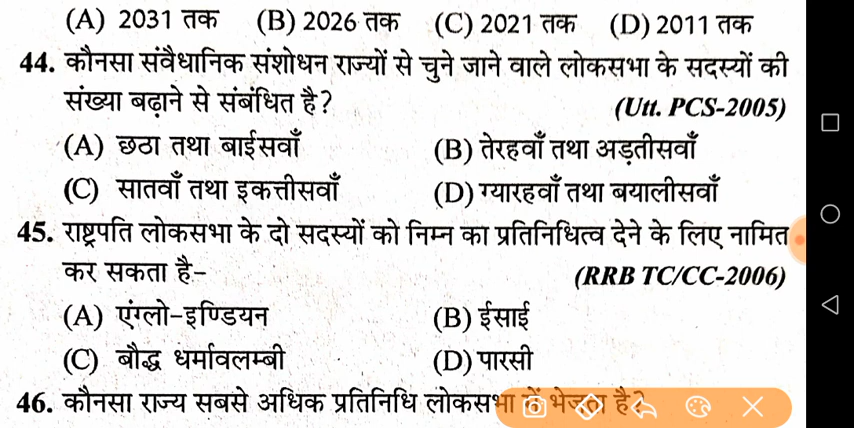 (A) 2031 तक (B) 2026 तक (C) 2021 तक (D) 2011 तक
44. कौनसा संवैधानिक संशोधन राज्यों से चुने जाने वाले लोकसभा के सदस्यों की
संख्या बढ़ाने से संबंधित है? (Utt. PCS-2005)
(A) छठा तथा बाईसवाँ (B) तेरहवाँ तथा अड़तीसवाँ
(C) सातवाँ तथा इकत्तीसवाँ (D) ग्यारहवाँ तथा बयालीसवाँ
45. राष्ट्रपति लोकसभा के दो सदस्यों को निम्न का प्रतिनिधित्व देने के लिए नामित
कर सकता है- (RRB TC/CC-2006)
(A) एंग्लो-इण्डियन (B) ईसाई
(C) बौद्ध धर्मावलम्बी (D) पारसी
46. कौनसा राज्य सबसे अधिक प्रतिनिधि लोकसभा में भेजता है?